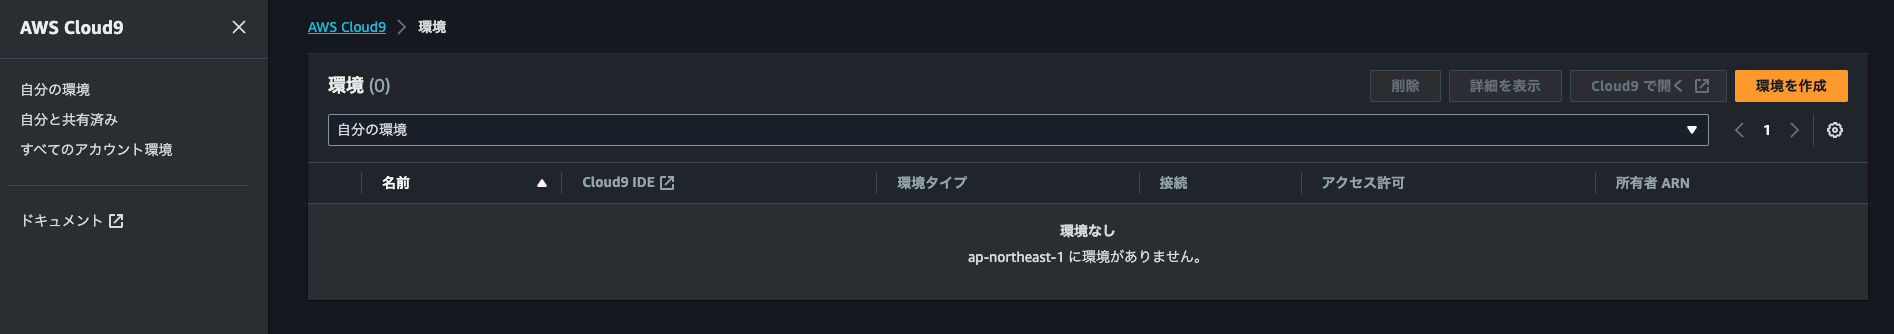 AWS Cloud9
自分の環境
自分と共有済み
すべてのアカウント環境
ドキュメント
AWS Cloud9 > 環境
環境 (0)
削除
詳細を表示
Cloud9 で開く
環境を作成
自分の環境
1
名前 Cloud9 IDE 環境タイプ 接続 アクセス許可 所有者 ARN
環境なし
ap-northeast-1 に環境がありません。